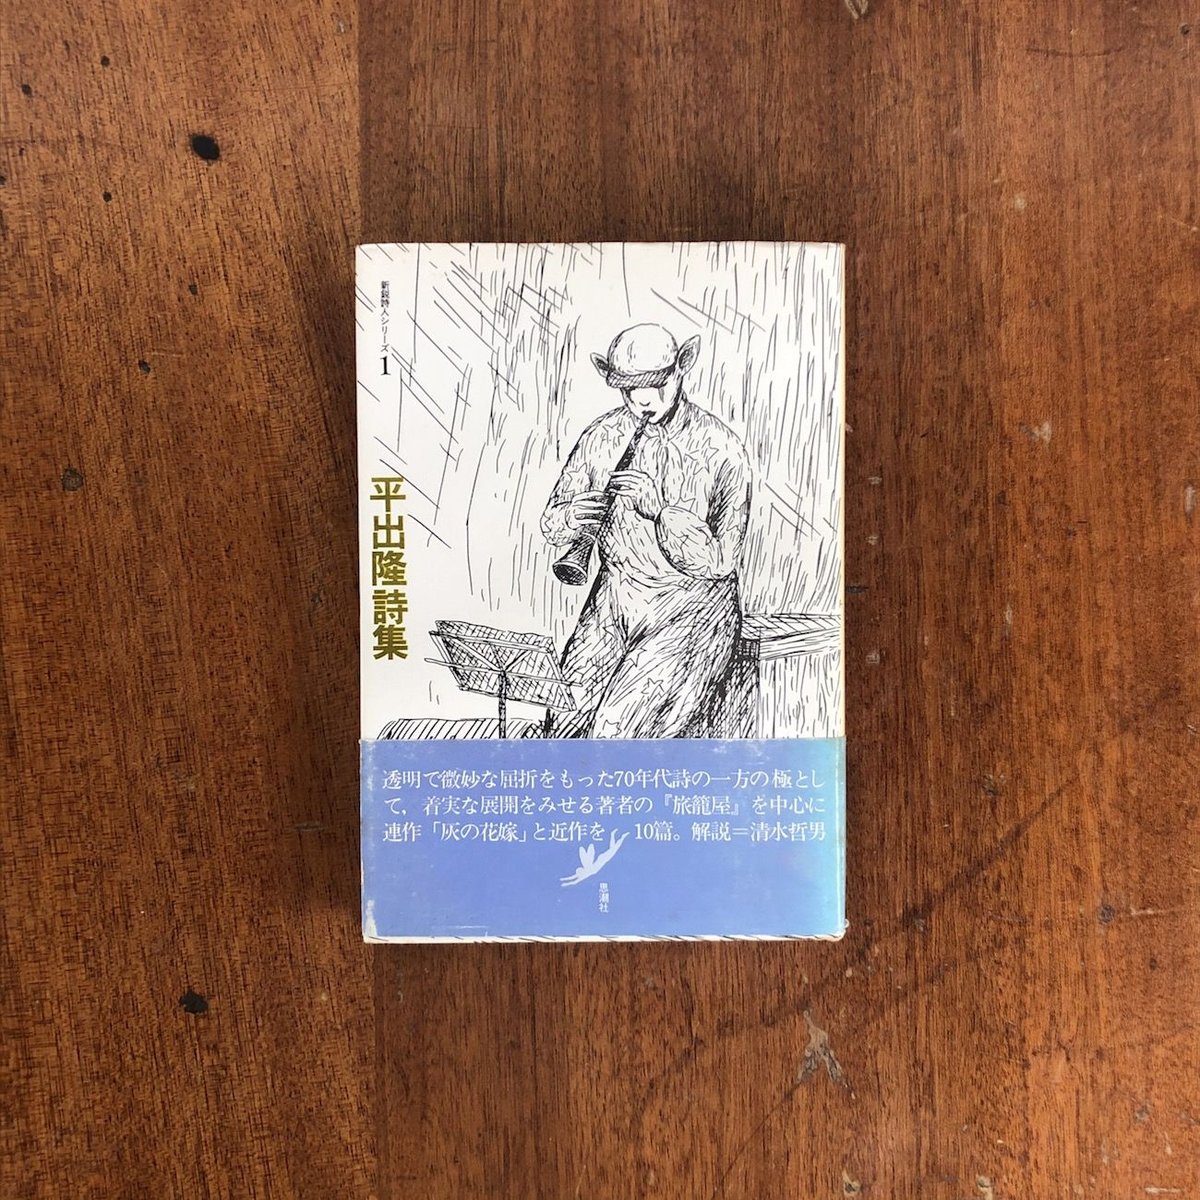 新鋭詩人シリーズ1
平出隆詩集
透明で微妙な屈折をもった70年代詩の一方の極とし
て，着実な展開をみせる著者の『旅籠屋』を中心に
連作「灰の花嫁」と近作を 10篇。解説＝清水哲男
思潮社